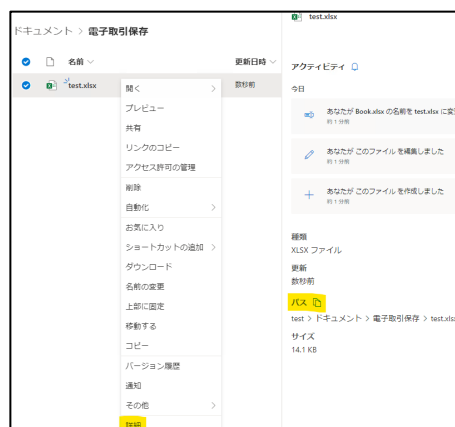 ドキュメント > 電子取引保存
名前
更新日時
test.xlsx
数秒前
開く
プレビュー
共有
リンクのコピー
アクセス許可の管理
削除
自動化
お気に入り
ショートカットの追加
ダウンロード
名前の変更
上部に固定
移動する
コピー
バージョン履歴
通知
その他
詳細
test.xlsx
アクティビティ
今日
あなたが Book.xlsx の名前を test.xlsx に変
約 1 分前
あなたが このファイル を編集しました
約 1 分前
あなたが このファイル を作成しました
約 1 分前
種類
XLSX ファイル
更新
数秒前
パス
test > ドキュメント > 電子取引保存 > test.xlsx
サイズ
14.1 KB